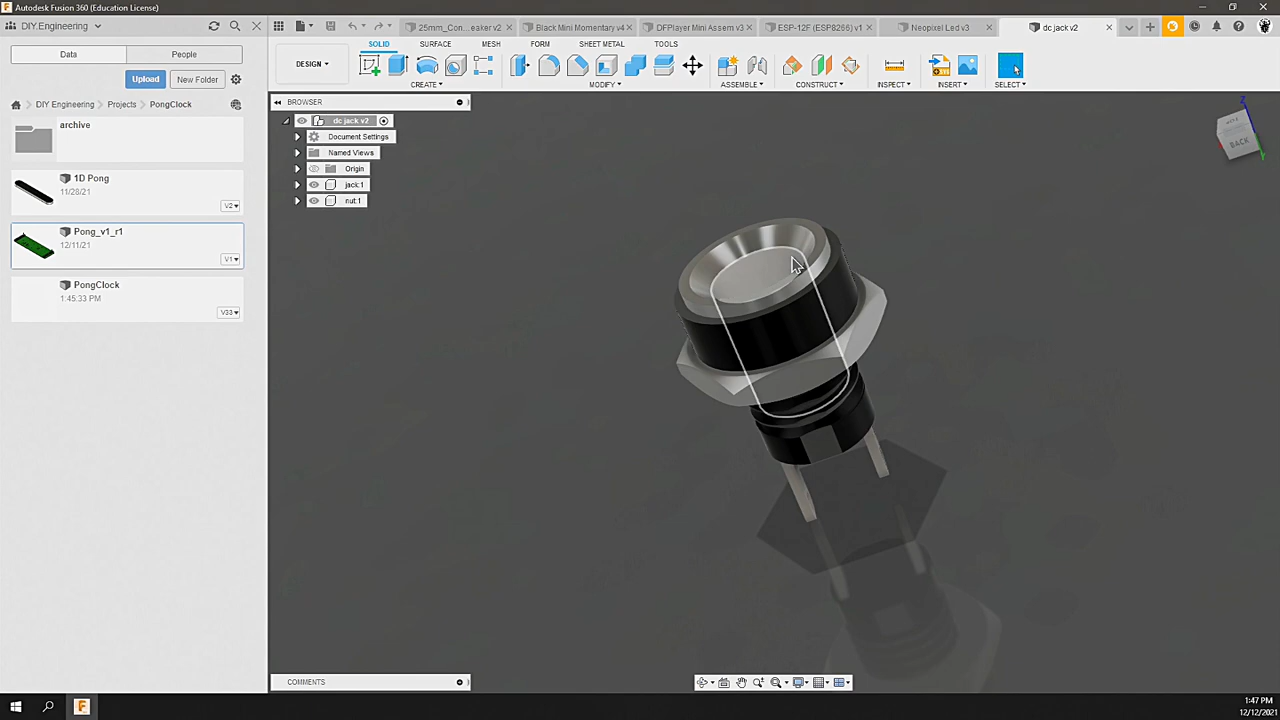 Autodesk Fusion 360 (Education License)
DIY.Engineering
25mm_Con...eaker v2
Black Mini Momentary v4
DFPlayer Mini Assem v3
ESP-12F (ESP8266) v1
Neopixel Led v3
dc jack v2
Data
People
SOLID
SURFACE
MESH
FORM
SHEET METAL
TOOLS
Upload
New Folder
DESIGN
CREATE
MODIFY
ASSEMBLE
CONSTRUCT
INSPECT
INSERT
SELECT
DIY Engineering
Projects
PongClock
BROWSER
dc jack v2
Document Settings
Named Views
Origin
jack:1
nut:1
archive
1D Pong
11/28/21
V2
Pong_v1_r1
12/11/21
V1
PongClock
1:45:33 PM
V33
BACK
Z
Y
COMMENTS
1:47 PM
12/12/2021